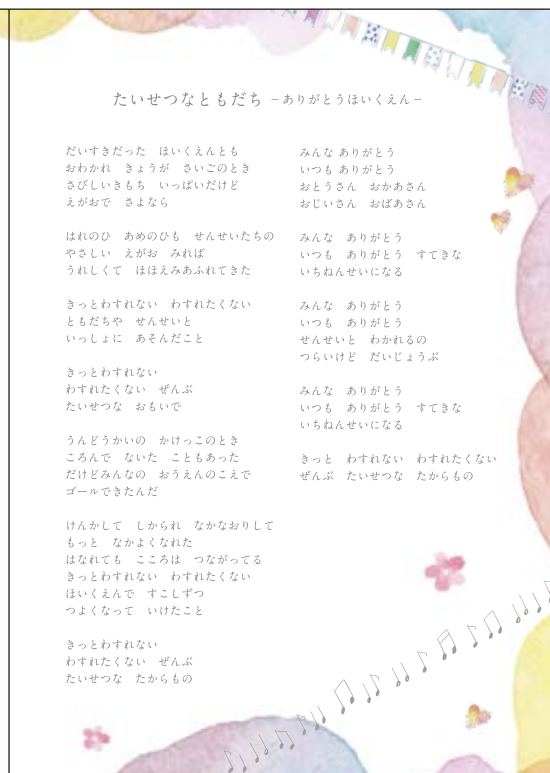 たいせつなともだち －ありがとうほいくえん－
だいすきだった　ほいくえんとも
おわかれ　きょうが　さいごのとき
さびしいきもち　いっぱいだけど
えがおで　さよなら
はれのひ　あめのひも　せんせいたちの
やさしい　えがお　みれば
うれしくて　ほほえみあふれてきた
きっとわすれない　わすれたくない
ともだちや　せんせいと
いっしょに　あそんだこと
きっとわすれない
わすれたくない　ぜんぶ
たいせつな　おもいで
うんどうかいの　かけっこのとき
ころんで　ないた　こともあった
だけどみんなの　おうえんのこえで
ゴールできたんだ
けんかして　しかられ　なかなおりして
もっと　なかよくなれた
はなれても　こころは　つながってる
きっとわすれない　わすれたくない
ほいくえんで　すこしずつ
つよくなって　いけたこと
きっとわすれない
わすれたくない　ぜんぶ
たいせつな　たからもの
みんな ありがとう
いつも ありがとう
おとうさん　おかあさん
おじいさん　おばあさん
みんな　ありがとう
いつも　ありがとう　すてきな
いちねんせいになる
みんな　ありがとう
いつも　ありがとう
せんせいと　わかれるの
つらいけど　だいじょうぶ
みんな　ありがとう
いつも　ありがとう　すてきな
いちねんせいになる
きっと　わすれない　わすれたくない
ぜんぶ　たいせつな　たからもの